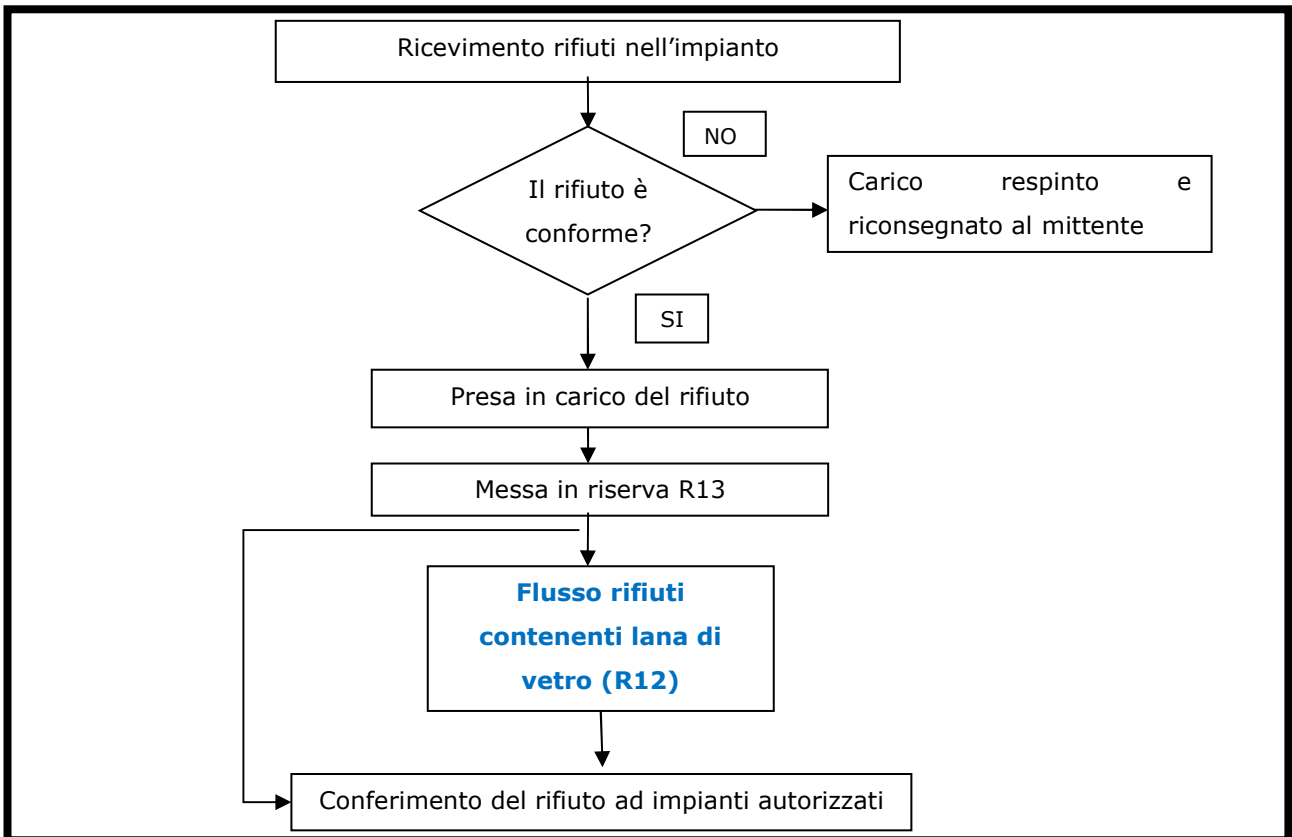 Ricevimento rifiuti nell’impianto
NO
Il rifiuto è
conforme?
Carico respinto e
riconsegnato al mittente
SI
Presa in carico del rifiuto
Messa in riserva R13
Flusso rifiuti
contenenti lana di
vetro (R12)
Conferimento del rifiuto ad impianti autorizzati